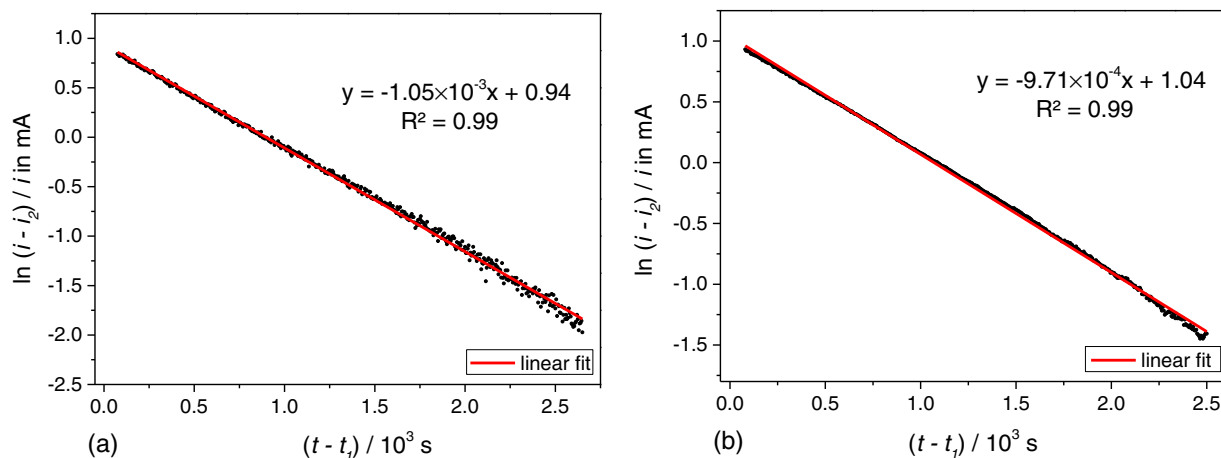 1.0
0.5
0.0
-0.5
-1.0
-1.5
-2.0
-2.5
ln (i - i₂) / i in mA
y = -1.05×10⁻³x + 0.94
R² = 0.99
linear fit
0.0 0.5 1.0 1.5 2.0 2.5
(a) (t - t₁) / 10³ s
1.0
0.5
0.0
-0.5
-1.0
-1.5
ln (i - i₂) / i in mA
y = -9.71×10⁻⁴x + 1.04
R² = 0.99
linear fit
0.0 0.5 1.0 1.5 2.0 2.5
(b) (t - t₁) / 10³ s